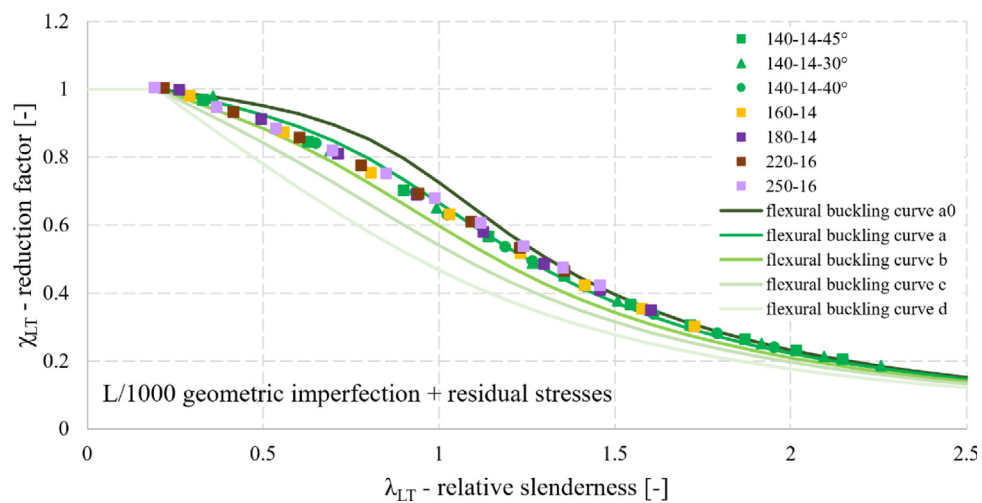 1.2
1
0.8
0.6
0.4
0.2
0
χLT - reduction factor [-]
140-14-45°
140-14-30°
140-14-40°
160-14
180-14
220-16
250-16
flexural buckling curve a0
flexural buckling curve a
flexural buckling curve b
flexural buckling curve c
flexural buckling curve d
L/1000 geometric imperfection + residual stresses
0
0.5
1
1.5
2
2.5
λLT - relative slenderness [-]